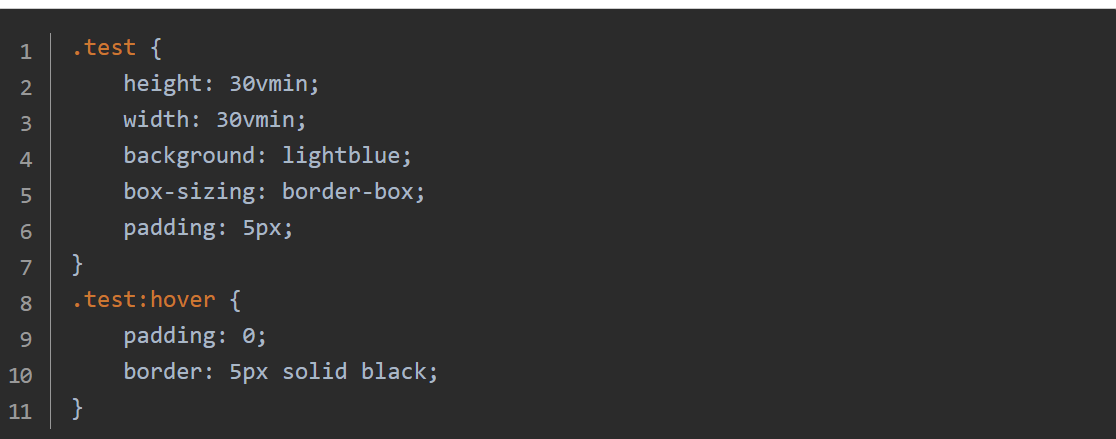 1 .test {
2 height: 30vmin;
3 width: 30vmin;
4 background: lightblue;
5 box-sizing: border-box;
6 padding: 5px;
7 }
8 .test:hover {
9 padding: 0;
10 border: 5px solid black;
11 }